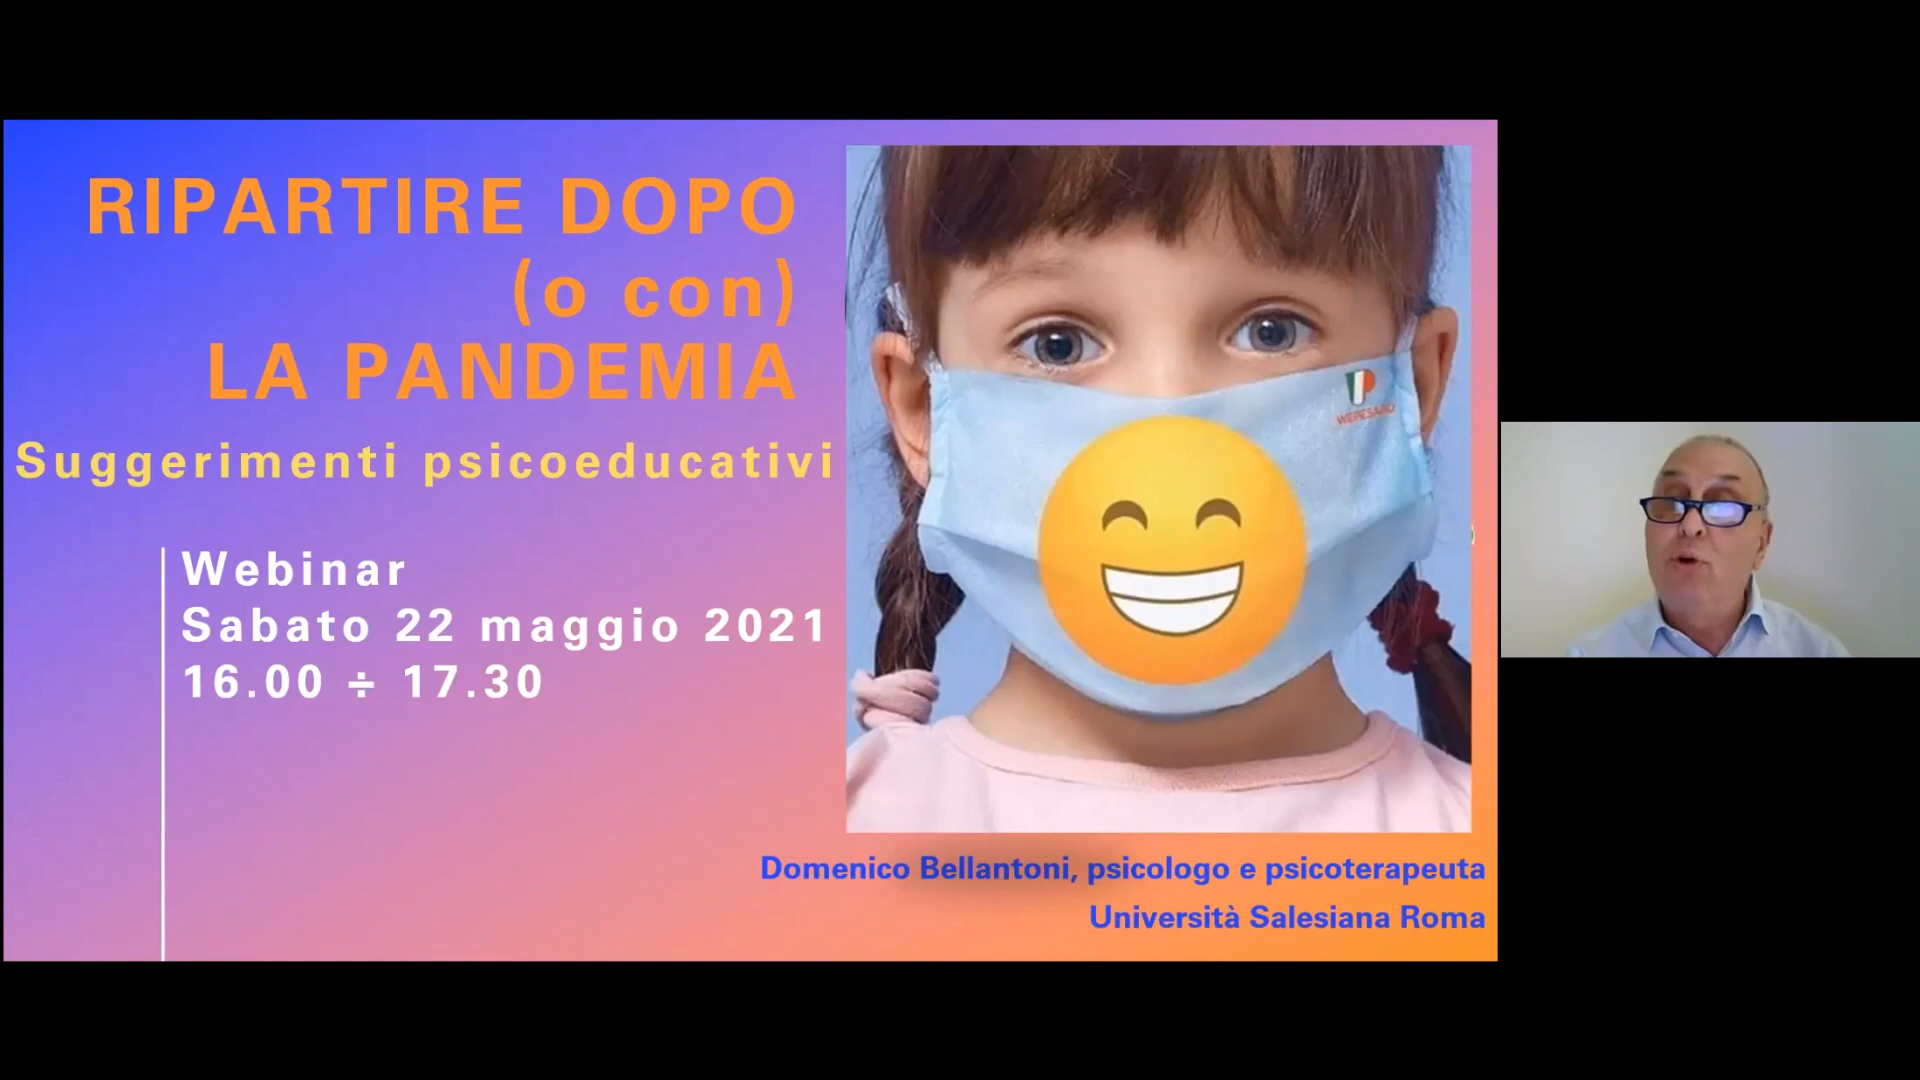 RIPARTIRE DOPO
(o con)
LA PANDEMIA
Suggerimenti psicoeducativi
Webinar
Sabato 22 maggio 2021
16.00 ÷ 17.30
Domenico Bellantoni, psicologo e psicoterapeuta
Università Salesiana Roma